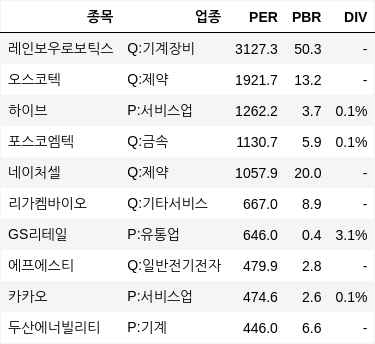 종목 업종 PER PBR DIV
레인보우로보틱스 Q:기계장비 3127.3 50.3 -
오스코텍 Q:제약 1921.7 13.2 -
하이브 P:서비스업 1262.2 3.7 0.1%
포스코엠텍 Q:금속 1130.7 5.9 0.1%
네이처셀 Q:제약 1057.9 20.0 -
리가켐바이오 Q:기타서비스 667.0 8.9 -
GS리테일 P:유통업 646.0 0.4 3.1%
에프에스티 Q:일반전기전자 479.9 2.8 -
카카오 P:서비스업 474.6 2.6 0.1%
두산에너빌리티 P:기계 446.0 6.6 -